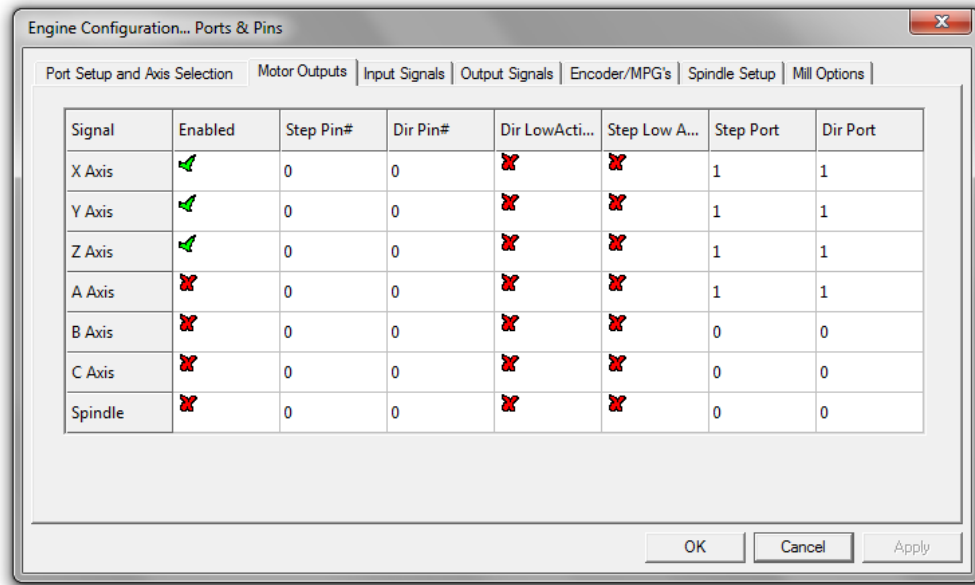 Engine Configuration... Ports & Pins
Port Setup and Axis Selection Motor Outputs Input Signals Output Signals Encoder/MPG's Spindle Setup Mill Options
Signal Enabled Step Pin# Dir Pin# Dir LowActi... Step Low A... Step Port Dir Port
X Axis 0 0 1 1
Y Axis 0 0 1 1
Z Axis 0 0 1 1
A Axis 0 0 1 1
B Axis 0 0 0 0
C Axis 0 0 0 0
Spindle 0 0 0 0
OK Cancel Apply